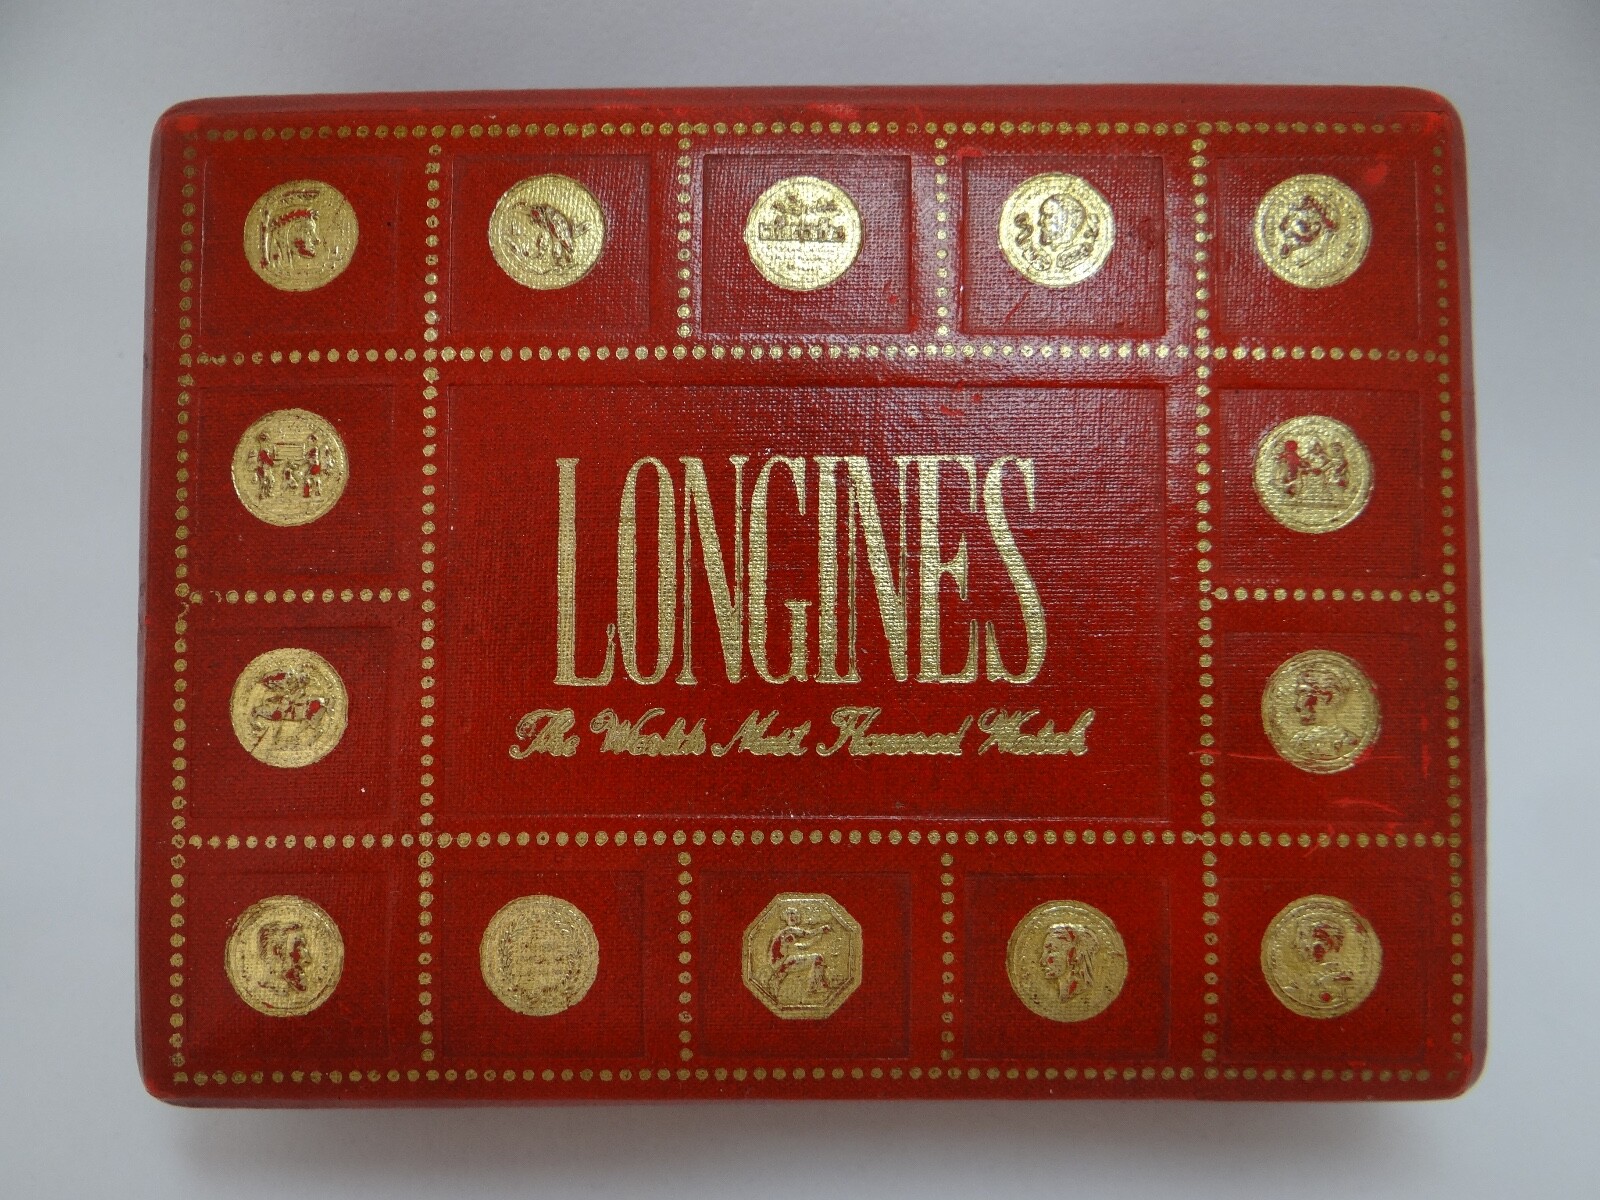 LONGINES
The World's Most Honored Watch